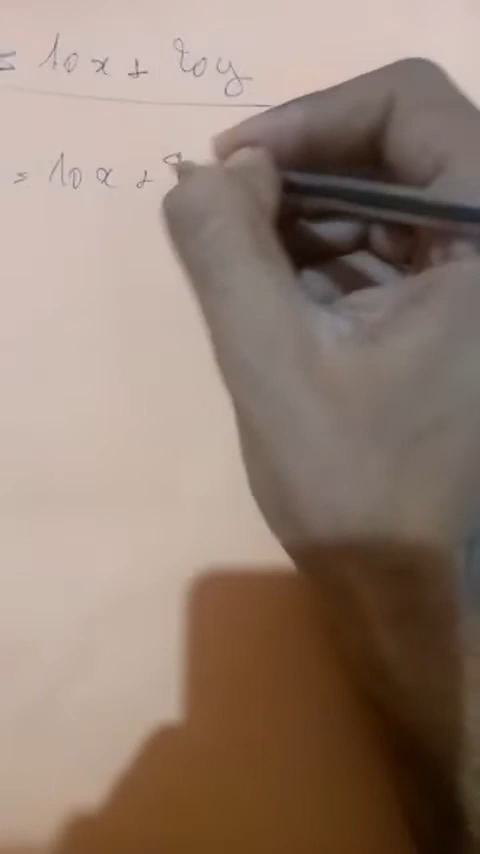 = 10x + 20y
= 10x +